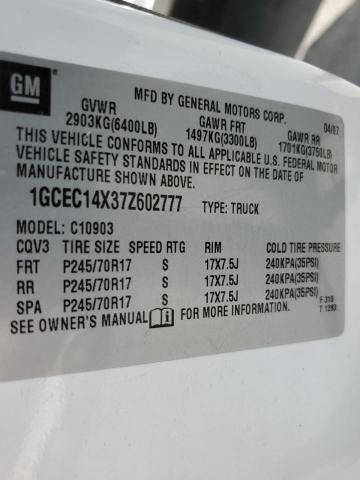 GM
MFD BY GENERAL MOTORS CORP. 04/07
GVWR GAWR FRT GAWR RR
2903KG(6400LB) 1497KG(3300LB) 1701KG(3750LB)
THIS VEHICLE CONFORMS TO ALL APPLICABLE U.S. FEDERAL MOTOR
VEHICLE SAFETY STANDARDS IN EFFECT ON THE DATE OF
MANUFACTURE SHOWN ABOVE.
1GCEC14X37Z602777 TYPE: TRUCK
MODEL: C10903
CQV3 TIRE SIZE SPEED RTG RIM COLD TIRE PRESSURE
FRT P245/70R17 S 17X7.5J 240KPA(35PSI)
RR P245/70R17 S 17X7.5J 240KPA(35PSI)
SPA P245/70R17 S 17X7.5J 240KPA(35PSI)
SEE OWNER'S MANUAL FOR MORE INFORMATION. F-319
T 1293